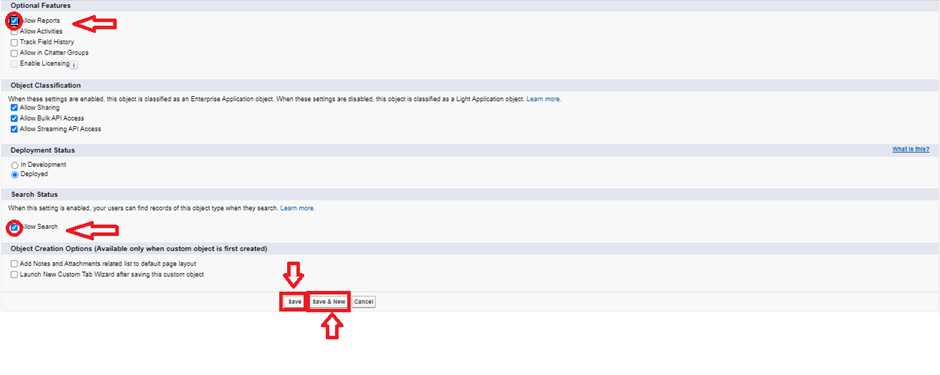 Optional Features
Allow Reports
Allow Activities
Track Field History
Allow in Chatter Groups
Enable Licensing i
Object Classification
When these settings are enabled, this object is classified as an Enterprise Application object. When these settings are disabled, this object is classified as a Light Application object. Learn more.
Allow Sharing
Allow Bulk API Access
Allow Streaming API Access
Deployment Status What is this?
In Development
Deployed
Search Status
When this setting is enabled, your users can find records of this object type when they search. Learn more.
Allow Search
Object Creation Options (Available only when custom object is first created)
Add Notes and Attachments related list to default page layout
Launch New Custom Tab Wizard after saving this custom object
Save Save & New Cancel